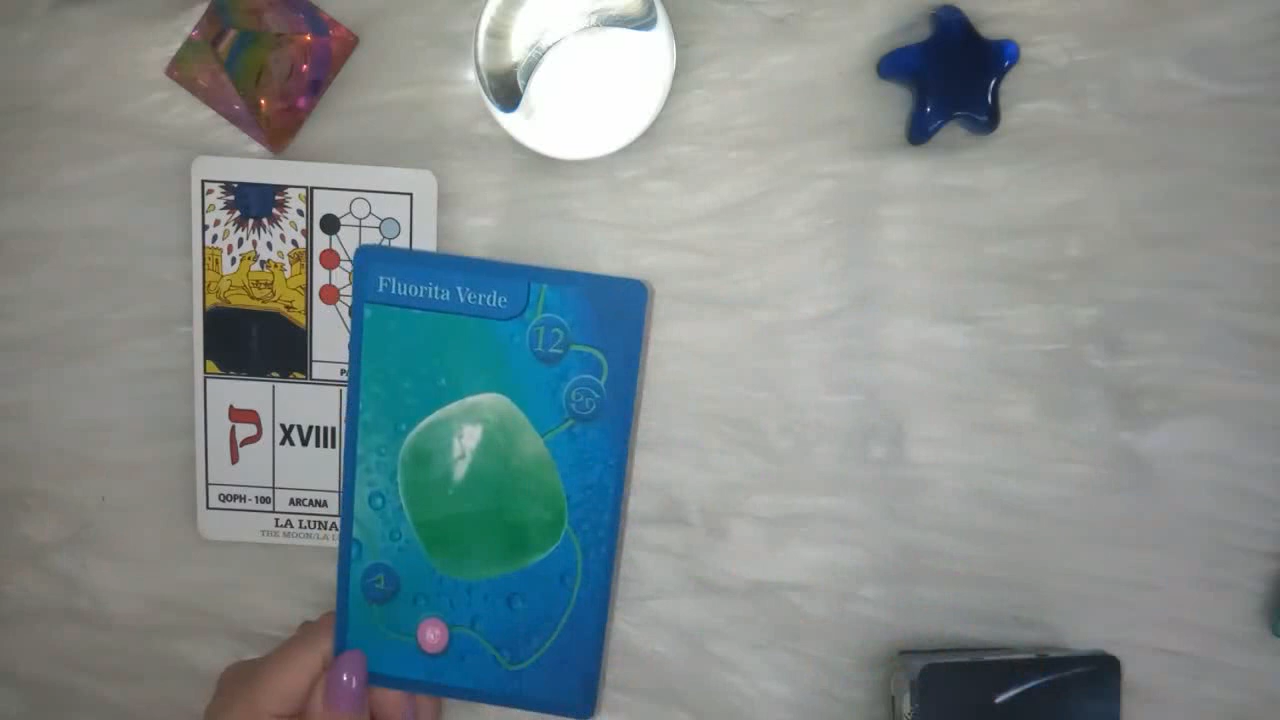 Fluorita Verde
12
♋
ק
XVIII
QOPH - 100
ARCANA
LA LUNA
THE MOON/LA